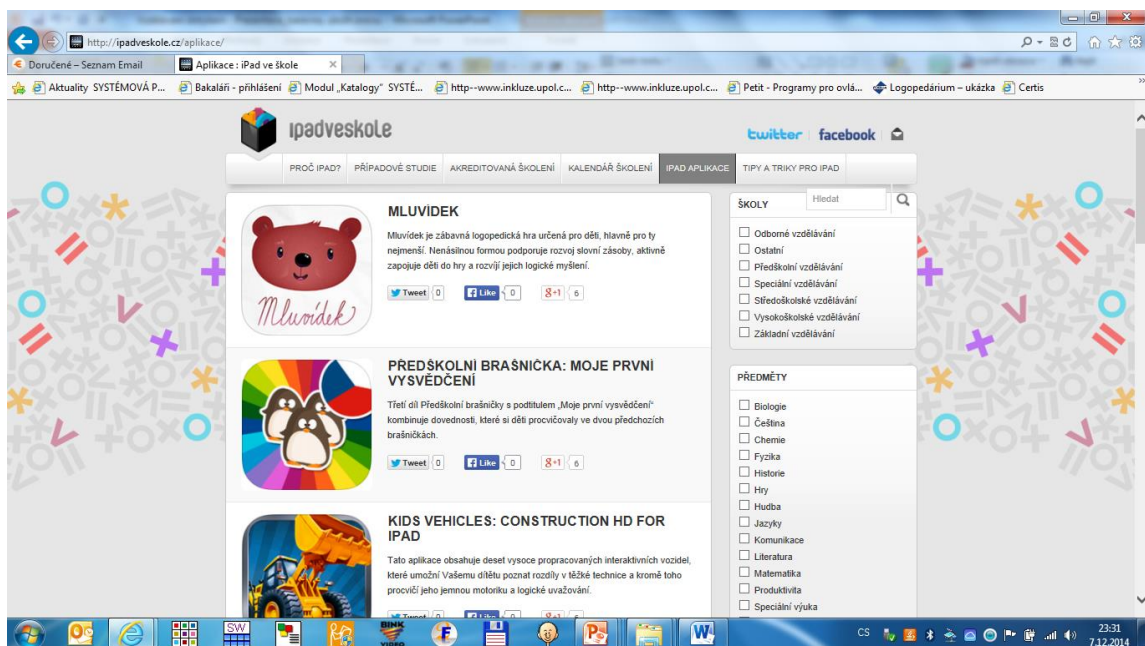 http://ipadveskole.cz/aplikace/
Doručené – Seznam Email
Aplikace : iPad ve škole
Aktuality SYSTÉMOVÁ P...
Bakaláři - přihlášení
Modul „Katalogy" SYSTÉ...
http--www.inkluze.upol.c...
http--www.inkluze.upol.c...
Petit - Programy pro ovlá...
Logopedárium – ukázka
Certis
ipadveskole
twitter facebook
PROČ IPAD? PŘÍPADOVÉ STUDIE AKREDITOVANÁ ŠKOLENÍ KALENDÁŘ ŠKOLENÍ IPAD APLIKACE TIPY A TRIKY PRO IPAD
Hledat
Mluvídek
MLUVÍDEK
Mluvídek je zábavná logopedická hra určená pro děti, hlavně pro ty
nejmenší. Nenásilnou formou podporuje rozvoj slovní zásoby, aktivně
zapojuje děti do hry a rozvíjí jejich logické myšlení.
Tweet 0 Like 0 g+1 6
PŘEDŠKOLNÍ BRAŠNIČKA: MOJE PRVNÍ
VYSVĚDČENÍ
Třetí díl Předškolní brašničky s podtitulem „Moje první vysvědčení"
kombinuje dovednosti, které si děti procvičovaly ve dvou předchozích
brašničkách.
Tweet 0 Like 0 g+1 6
KIDS VEHICLES: CONSTRUCTION HD FOR
IPAD
Tato aplikace obsahuje deset vysoce propracovaných interaktivních vozidel,
které umožní Vašemu dítětu poznat rozdíly v těžké technice a kromě toho
procvičí jeho jemnou motoriku a logické uvažování.
ŠKOLY
Odborné vzdělávání
Ostatní
Předškolní vzdělávání
Speciální vzdělávání
Středoškolské vzdělávání
Vysokoškolské vzdělávání
Základní vzdělávání
PŘEDMĚTY
Biologie
Čeština
Chemie
Fyzika
Historie
Hry
Hudba
Jazyky
Komunikace
Literatura
Matematika
Produktivita
Speciální výuka
SW
BINK
VIDEO
CS
23:31
7.12.2014